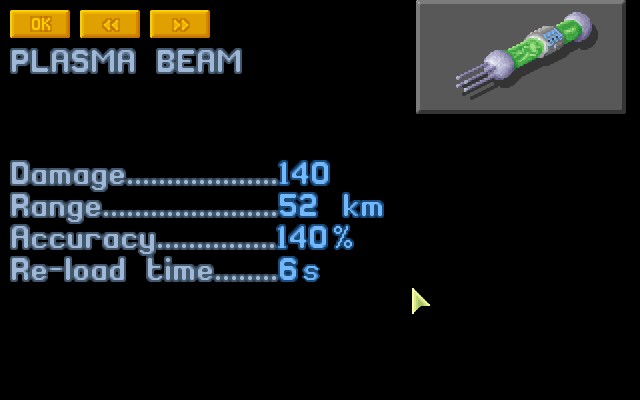 OK << >>
PLASMA BEAM
Damage...................140
Range.......................52 km
Accuracy................140%
Re-load time........6s